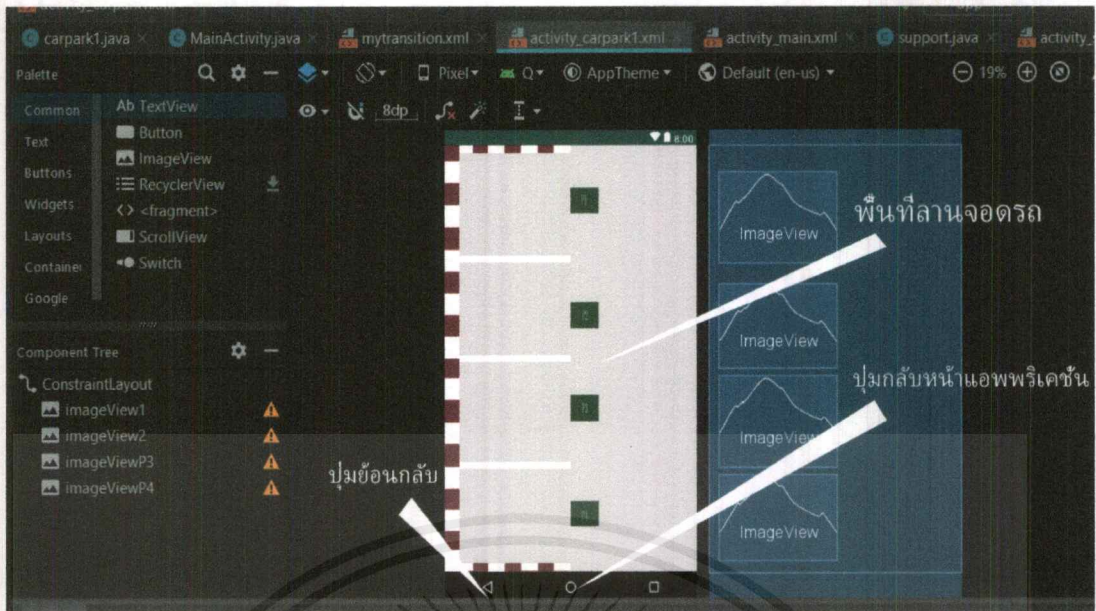 carpark1.java × MainActivity.java × mytransition.xml × activity_carpark1.xml × activity_main.xml × support.java × activity_
Palette Pixel Q AppTheme Default (en-us) 19%
8dp
Common Ab TextView
Text Button
ImageView
Buttons RecyclerView
Widgets <fragment>
Layouts ScrollView
Container Switch
Google
8:00
พื้นที่ลานจอดรถ
ImageView
ImageView
ปุ่มกลับหน้าแอพพริเคชั่น
ImageView
ImageView
Component Tree
ConstraintLayout
imageView1
imageView2
imageViewP3
imageViewP4
ปุ่มย้อนกลับ